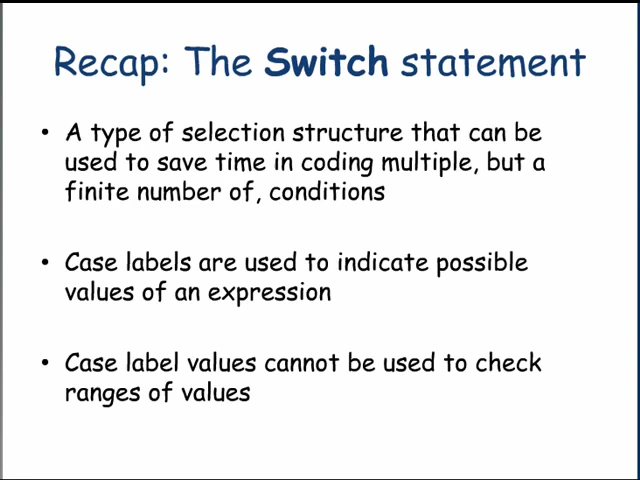 Recap: The Switch statement
• A type of selection structure that can be
used to save time in coding multiple, but a
finite number of, conditions
• Case labels are used to indicate possible
values of an expression
• Case label values cannot be used to check
ranges of values